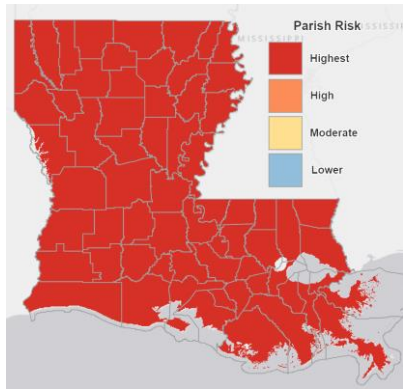 Parish Risk
MISSISSIPPI
Highest
High
Moderate
Lower